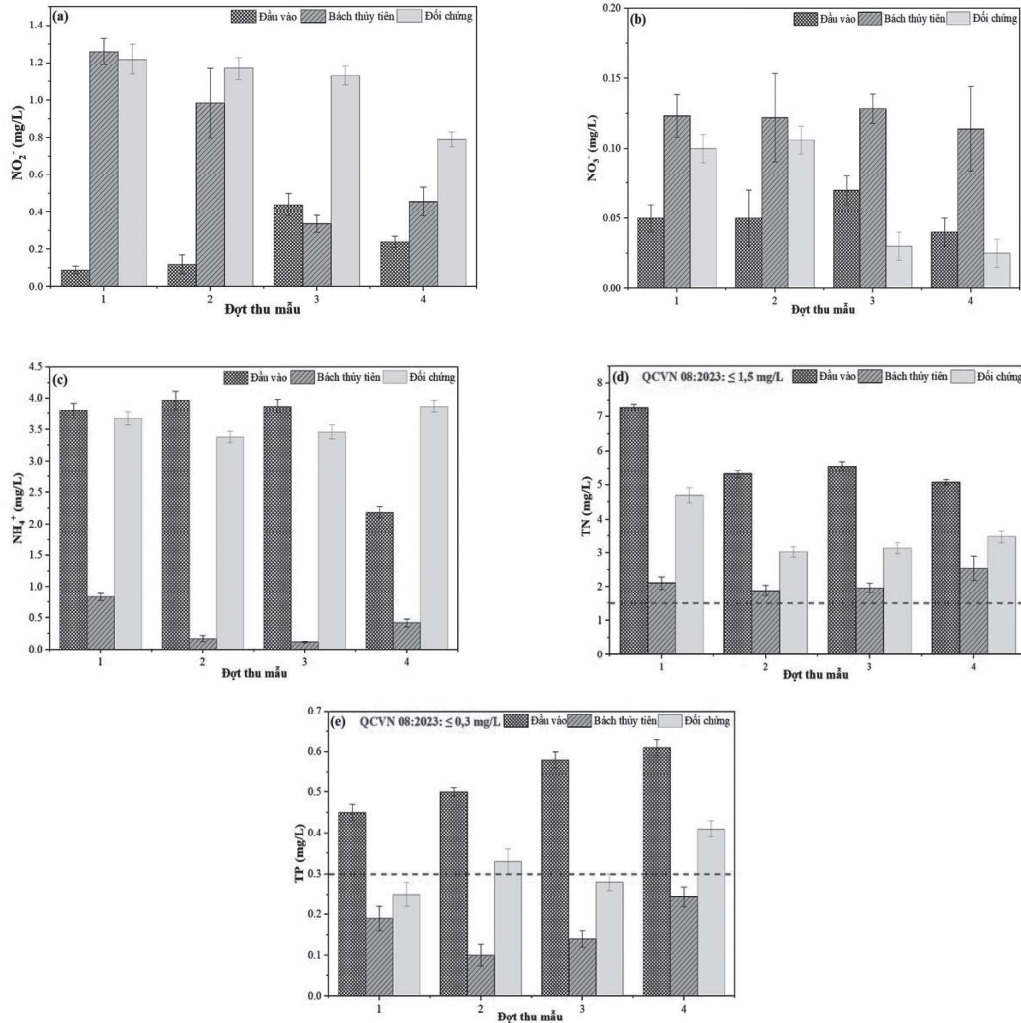 (a) Đầu vào Bách thủy tiên Đối chứng
NO₂⁻ (mg/L)
1.4
1.2
1.0
0.8
0.6
0.4
0.2
0.0
1 2 3 4
Đợt thu mẫu
(b) Đầu vào Bách thủy tiên Đối chứng
NO₃⁻ (mg/L)
0.20
0.15
0.10
0.05
0.00
1 2 3 4
Đợt thu mẫu
(c) Đầu vào Bách thủy tiên Đối chứng
NH₄⁺ (mg/L)
4.5
4.0
3.5
3.0
2.5
2.0
1.5
1.0
0.5
0.0
1 2 3 4
Đợt thu mẫu
(d) QCVN 08:2023: ≤ 1,5 mg/L Đầu vào Bách thủy tiên Đối chứng
TN (mg/L)
8
7
6
5
4
3
2
1
0
1 2 3 4
Đợt thu mẫu
(e) QCVN 08:2023: ≤ 0,3 mg/L Đầu vào Bách thủy tiên Đối chứng
TP (mg/L)
0.7
0.6
0.5
0.4
0.3
0.2
0.1
0.0
1 2 3 4
Đợt thu mẫu